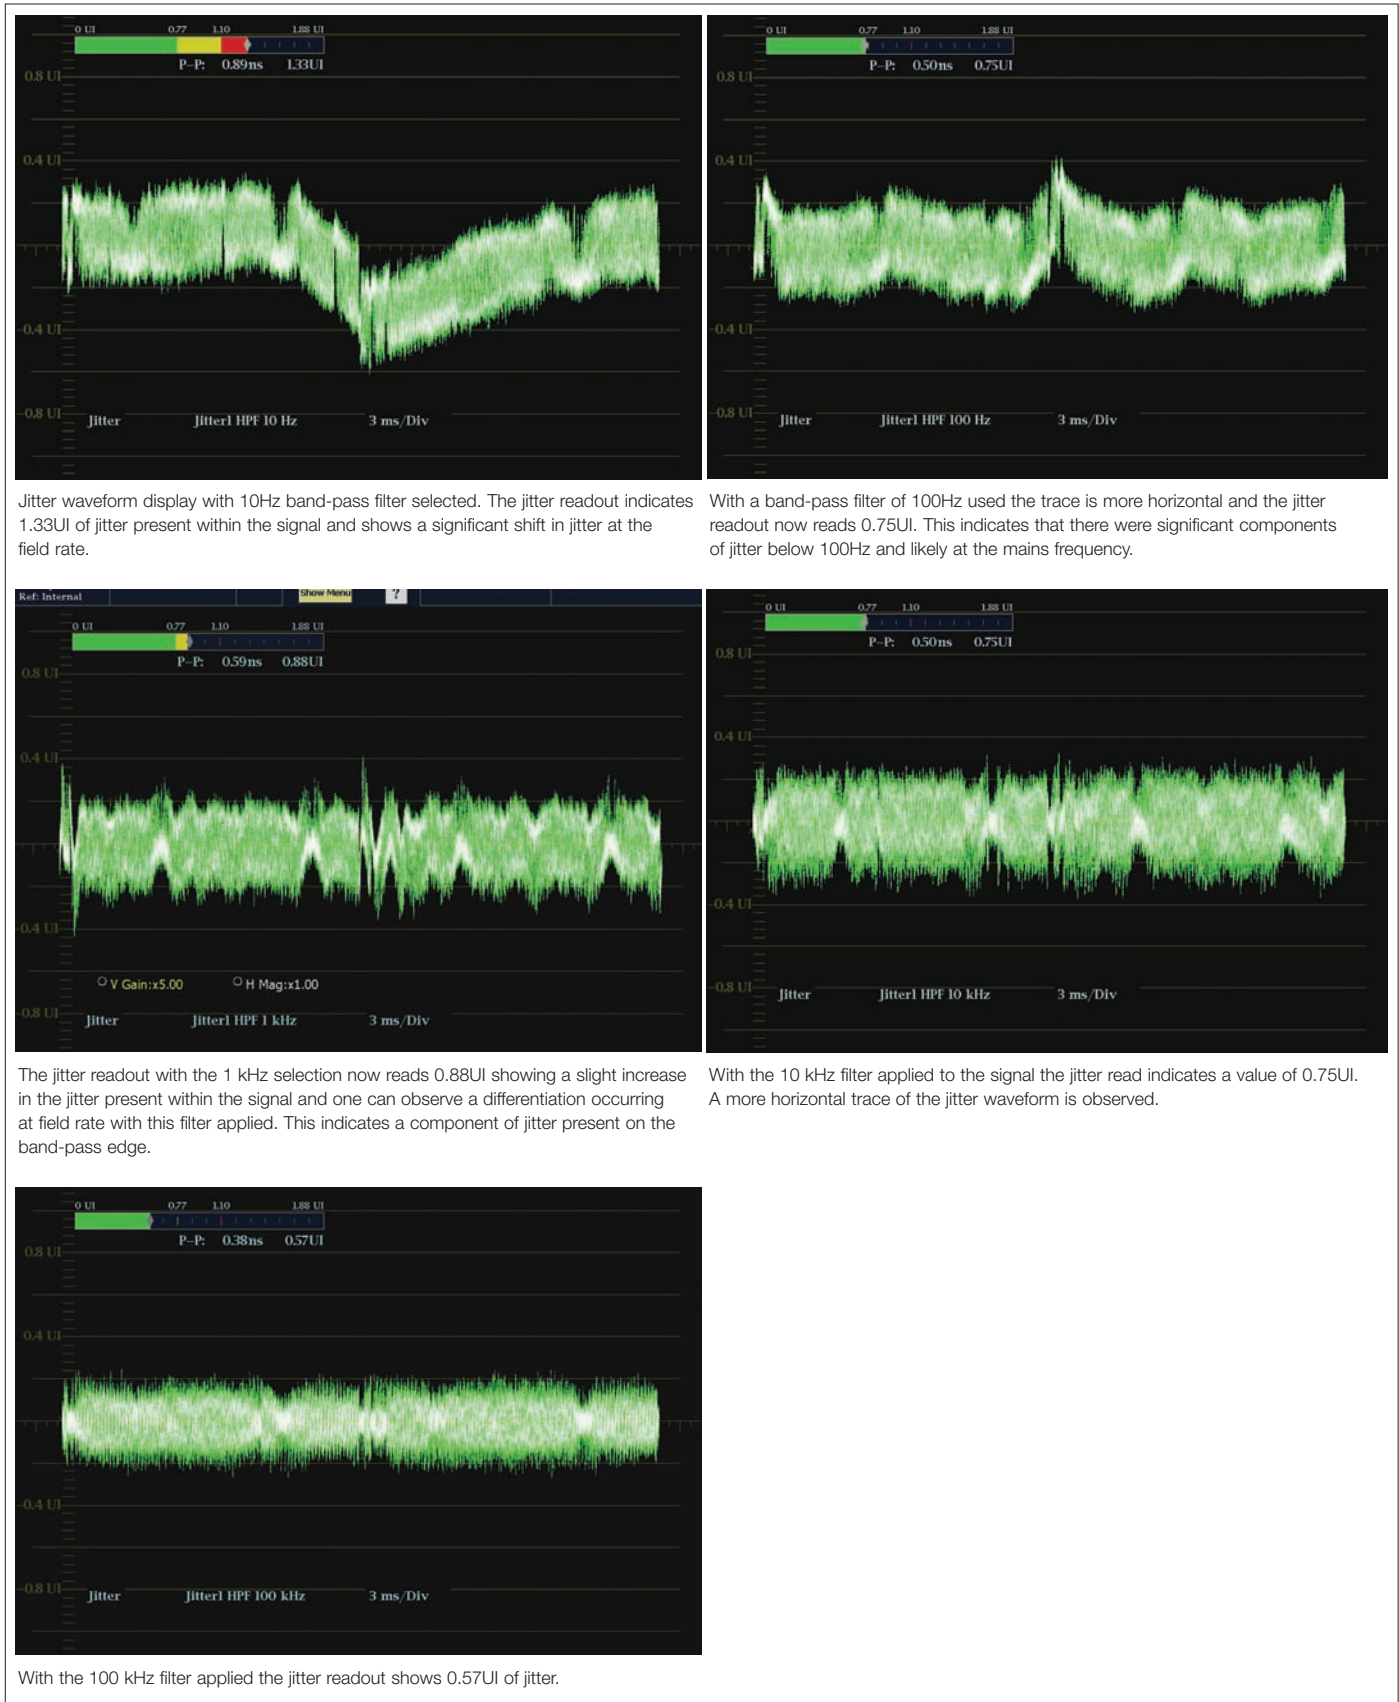 0 UI 0.77 1.10 1.88 UI
P-P: 0.89ns 1.33UI
0.8 UI
0.4 UI
-0.4 UI
-0.8 UI
Jitter Jitter1 HPF 10 Hz 3 ms/Div
Jitter waveform display with 10Hz band-pass filter selected. The jitter readout indicates
1.33UI of jitter present within the signal and shows a significant shift in jitter at the
field rate.
0 UI 0.77 1.10 1.88 UI
P-P: 0.50ns 0.75UI
0.8 UI
0.4 UI
-0.4 UI
-0.8 UI
Jitter Jitter1 HPF 100 Hz 3 ms/Div
With a band-pass filter of 100Hz used the trace is more horizontal and the jitter
readout now reads 0.75UI. This indicates that there were significant components
of jitter below 100Hz and likely at the mains frequency.
Ref: Internal Show Menu ?
0 UI 0.77 1.10 1.88 UI
P-P: 0.59ns 0.88UI
0.8 UI
0.4 UI
-0.4 UI
V Gain:x5.00 H Mag:x1.00
-0.8 UI
Jitter Jitter1 HPF 1 kHz 3 ms/Div
The jitter readout with the 1 kHz selection now reads 0.88UI showing a slight increase
in the jitter present within the signal and one can observe a differentiation occurring
at field rate with this filter applied. This indicates a component of jitter present on the
band-pass edge.
0 UI 0.77 1.10 1.88 UI
P-P: 0.50ns 0.75UI
0.8 UI
0.4 UI
-0.4 UI
-0.8 UI
Jitter Jitter1 HPF 10 kHz 3 ms/Div
With the 10 kHz filter applied to the signal the jitter read indicates a value of 0.75UI.
A more horizontal trace of the jitter waveform is observed.
0 UI 0.77 1.10 1.88 UI
P-P: 0.38ns 0.57UI
0.8 UI
0.4 UI
-0.4 UI
-0.8 UI
Jitter Jitter1 HPF 100 kHz 3 ms/Div
With the 100 kHz filter applied the jitter readout shows 0.57UI of jitter.